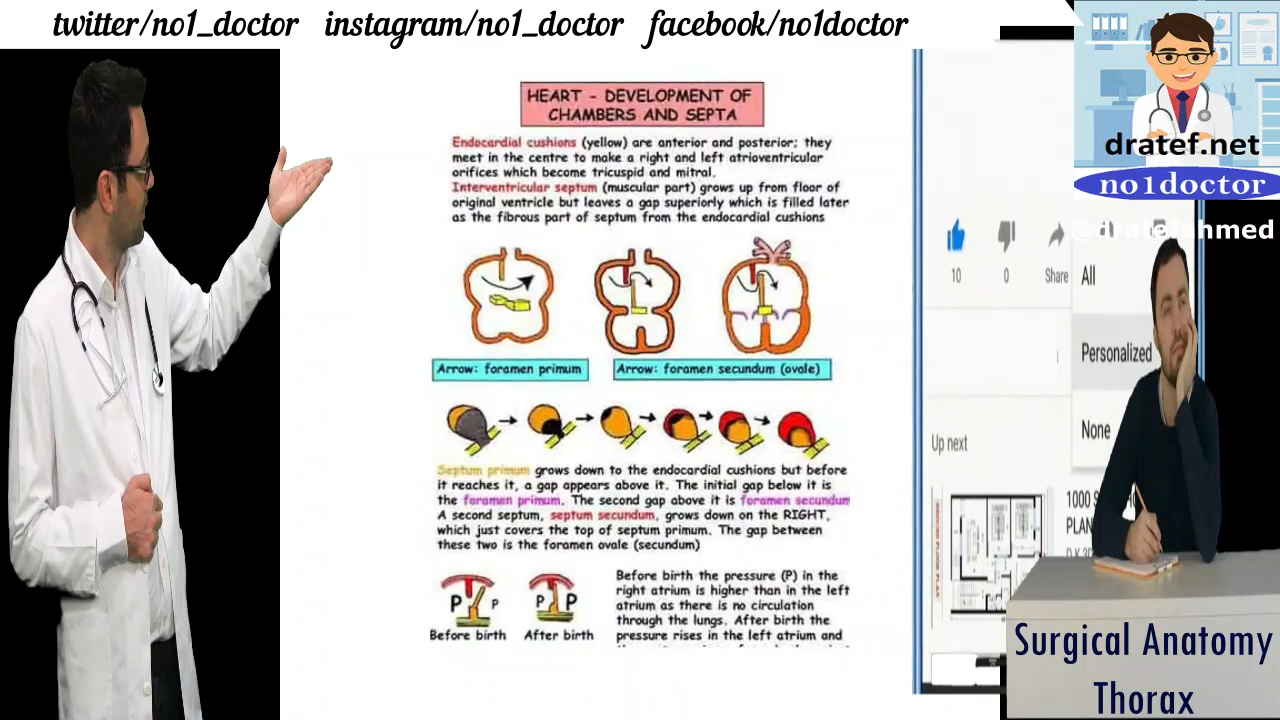 twitter/no1_doctor instagram/no1_doctor facebook/no1doctor
HEART - DEVELOPMENT OF
CHAMBERS AND SEPTA
Endocardial cushions (yellow) are anterior and posterior; they
meet in the centre to make a right and left atrioventricular
orifices which become tricuspid and mitral.
Interventricular septum (muscular part) grows up from floor of
original ventricle but leaves a gap superiorly which is filled later
as the fibrous part of septum from the endocardial cushions
Arrow: foramen primum
Arrow: foramen secundum (ovale)
Septum primum grows down to the endocardial cushions but before
it reaches it, a gap appears above it. The initial gap below it is
the foramen primum. The second gap above it is foramen secundum
A second septum, septum secundum, grows down on the RIGHT,
which just covers the top of septum primum. The gap between
these two is the foramen ovale (secundum)
P P
Before birth
P P
After birth
Before birth the pressure (P) in the
right atrium is higher than in the left
atrium as there is no circulation
through the lungs. After birth the
pressure rises in the left atrium and
dratef.net
no1doctor
10
0
Share
All
Personalized
None
Up next
1000
PLAN
Surgical Anatomy
Thorax